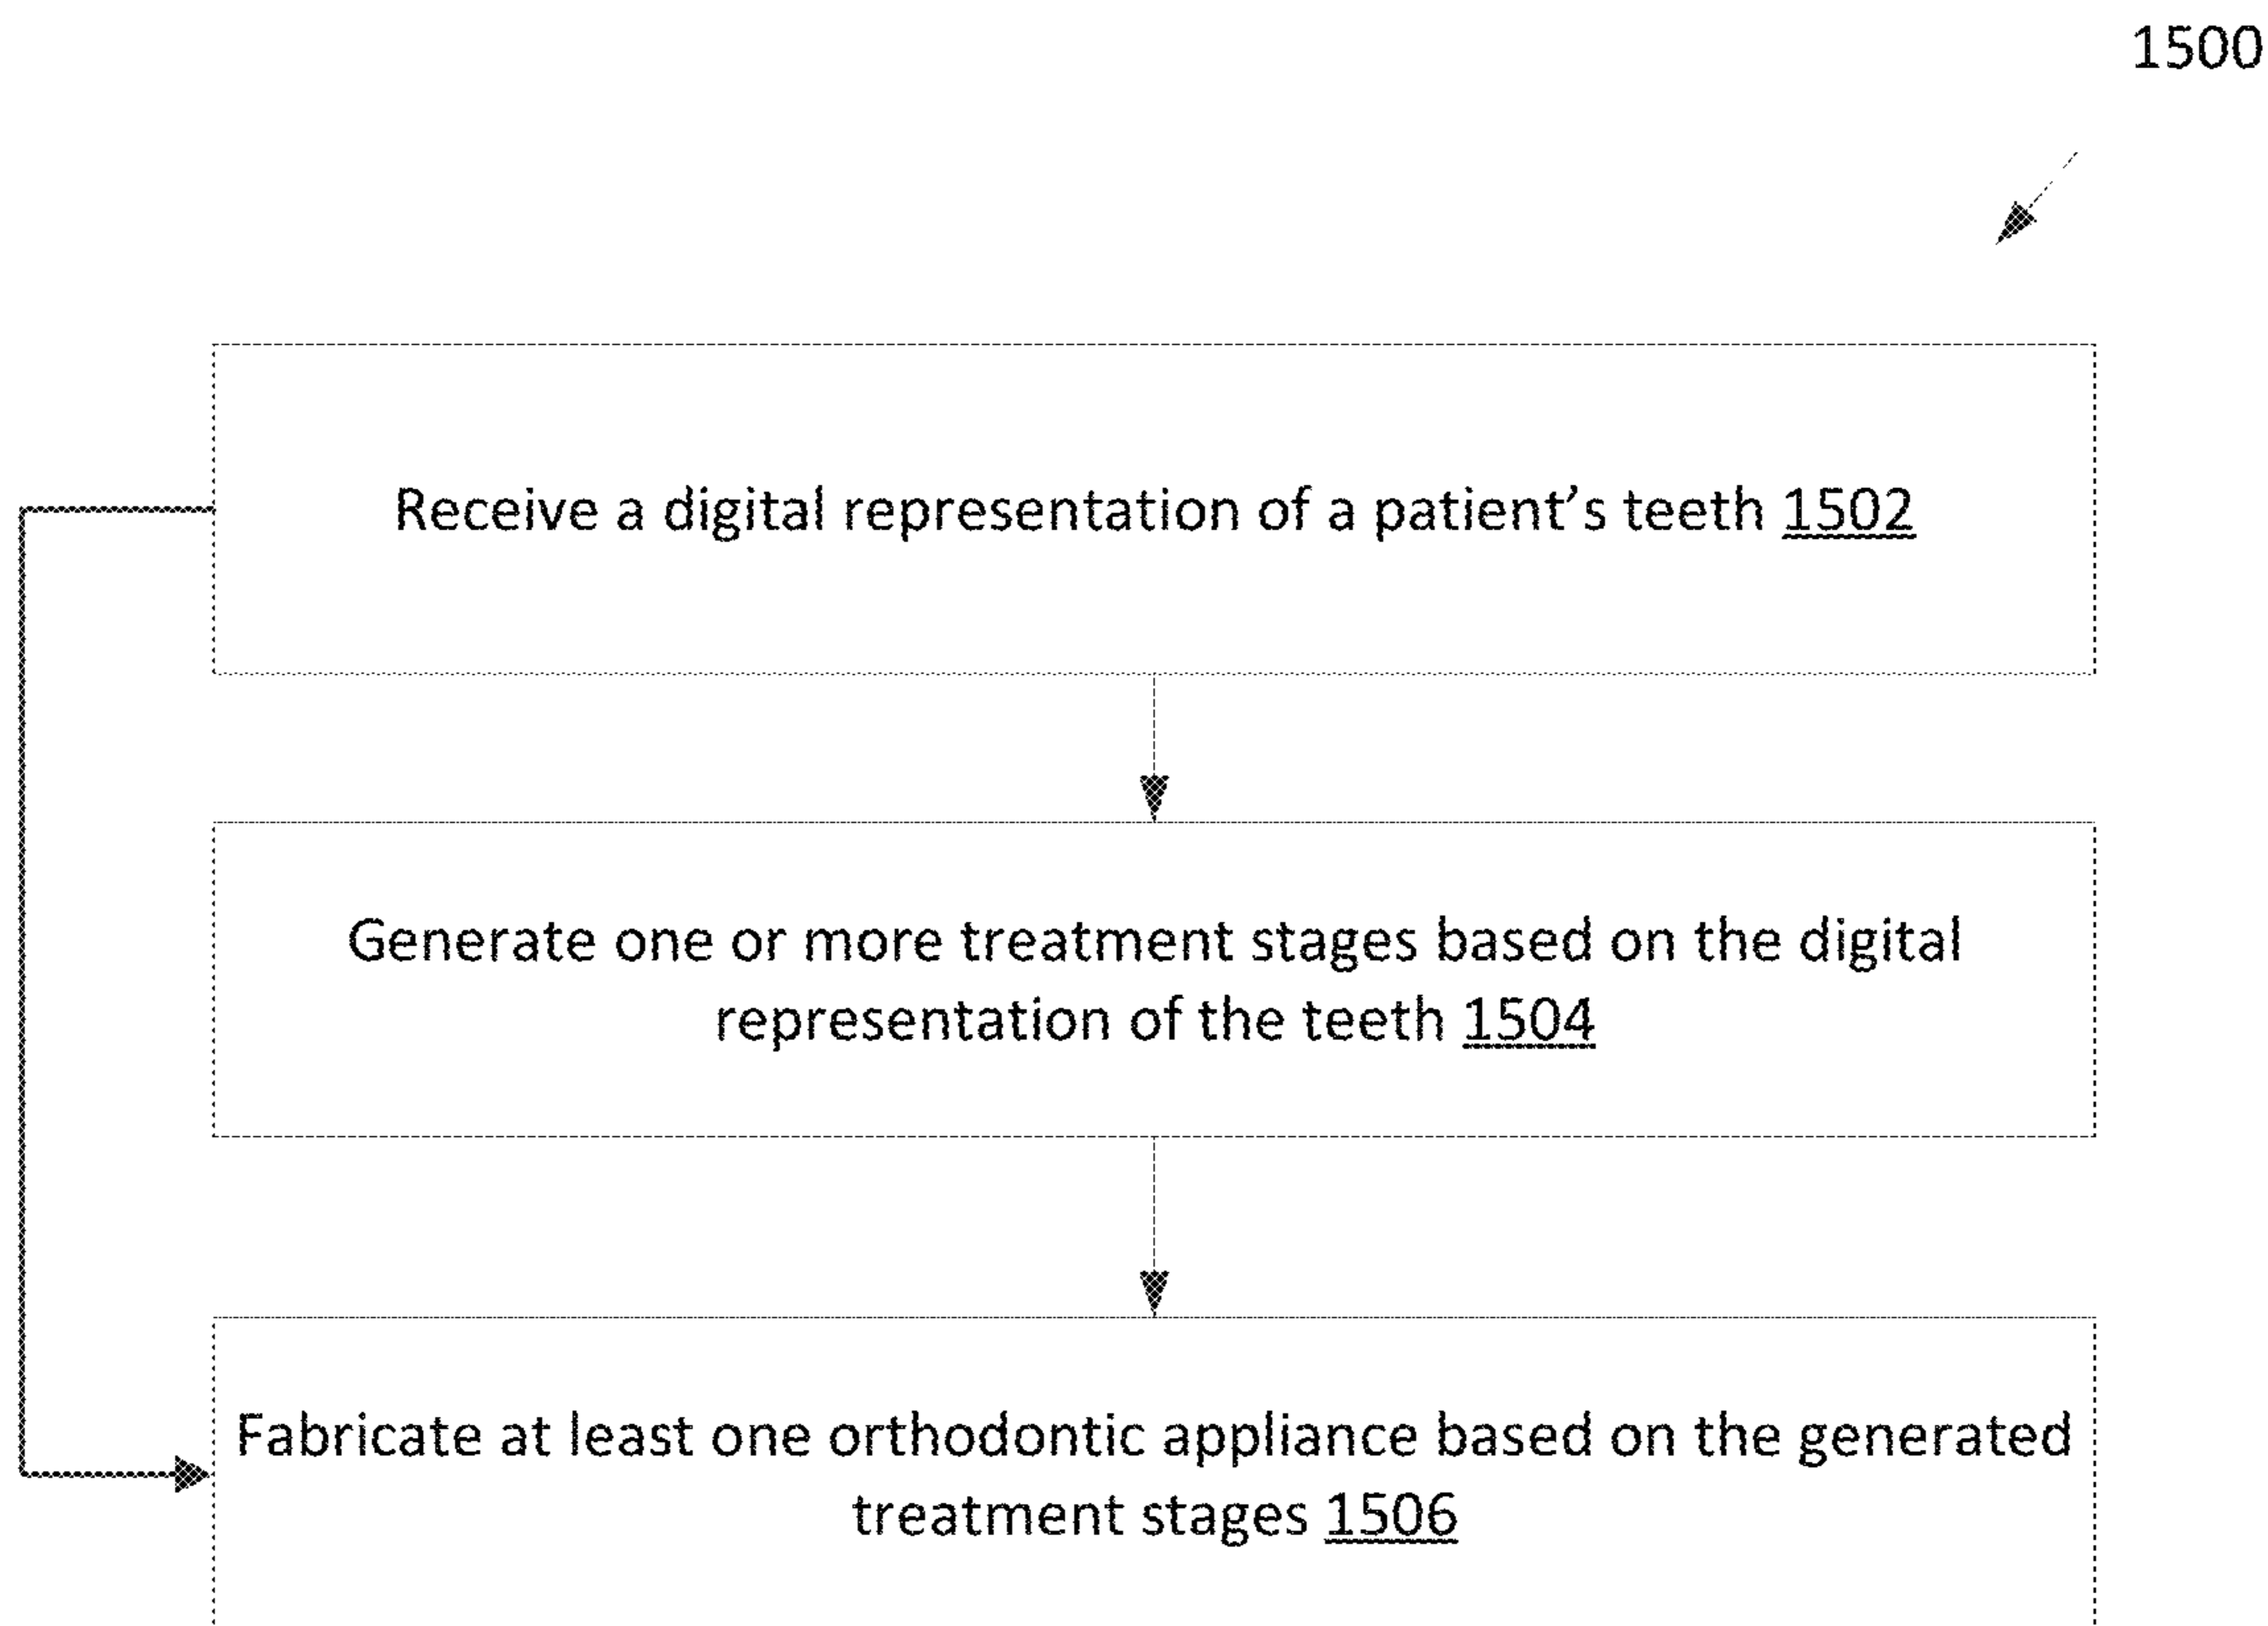 1500
Receive a digital representation of a patient’s teeth 1502
Generate one or more treatment stages based on the digital
representation of the teeth 1504
Fabricate at least one orthodontic appliance based on the generated
treatment stages 1506